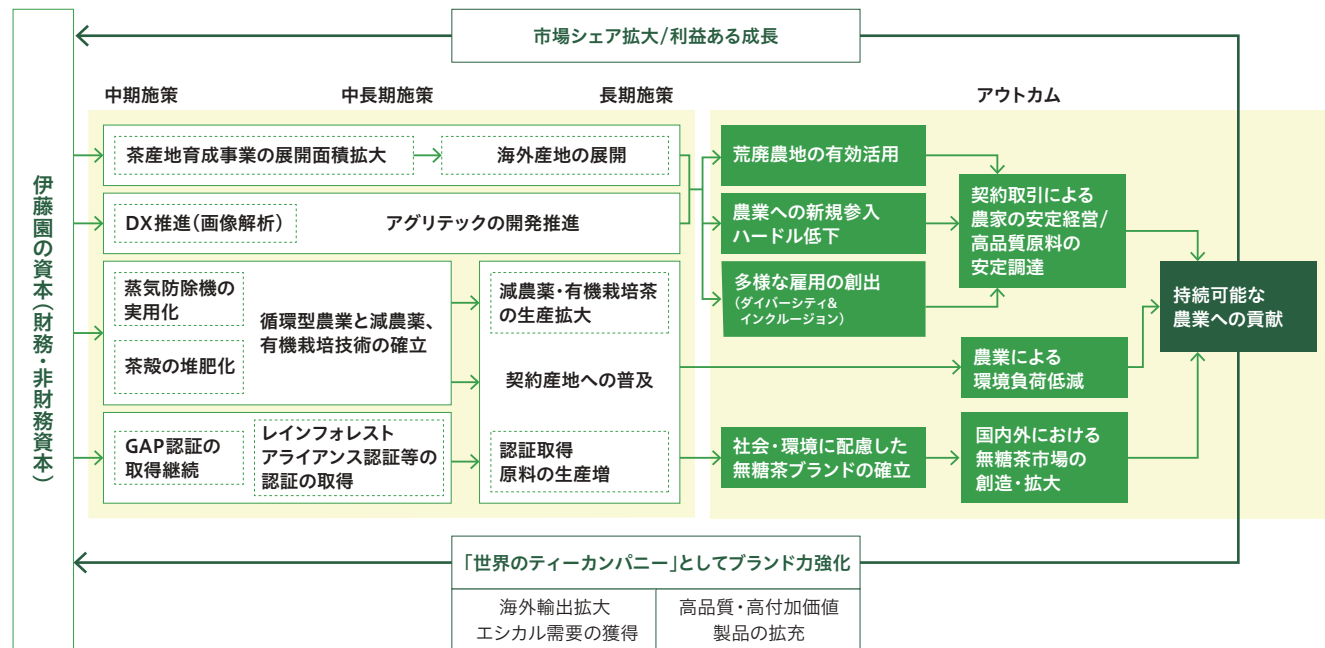 市場シェア拡大/利益ある成長
中期施策
中長期施策
長期施策
アウトカム
伊藤園の資本(財務・非財務資本)
茶産地育成事業の展開面積拡大
海外産地の展開
DX推進(画像解析)
アグリテックの開発推進
蒸気防除機の
実用化
茶殻の堆肥化
循環型農業と減農薬、
有機栽培技術の確立
減農薬・有機栽培茶
の生産拡大
契約産地への普及
GAP認証の
取得継続
レインフォレスト
アライアンス認証等の
認証の取得
認証取得
原料の生産増
荒廃農地の有効活用
農業への新規参入
ハードル低下
多様な雇用の創出
(ダイバーシティ&
インクルージョン)
契約取引による
農家の安定経営/
高品質原料の
安定調達
農業による
環境負荷低減
社会・環境に配慮した
無糖茶ブランドの確立
国内外における
無糖茶市場の
創造・拡大
持続可能な
農業への貢献
「世界のティーカンパニー」としてブランド力強化
海外輸出拡大
エシカル需要の獲得
高品質・高付加価値
製品の拡充